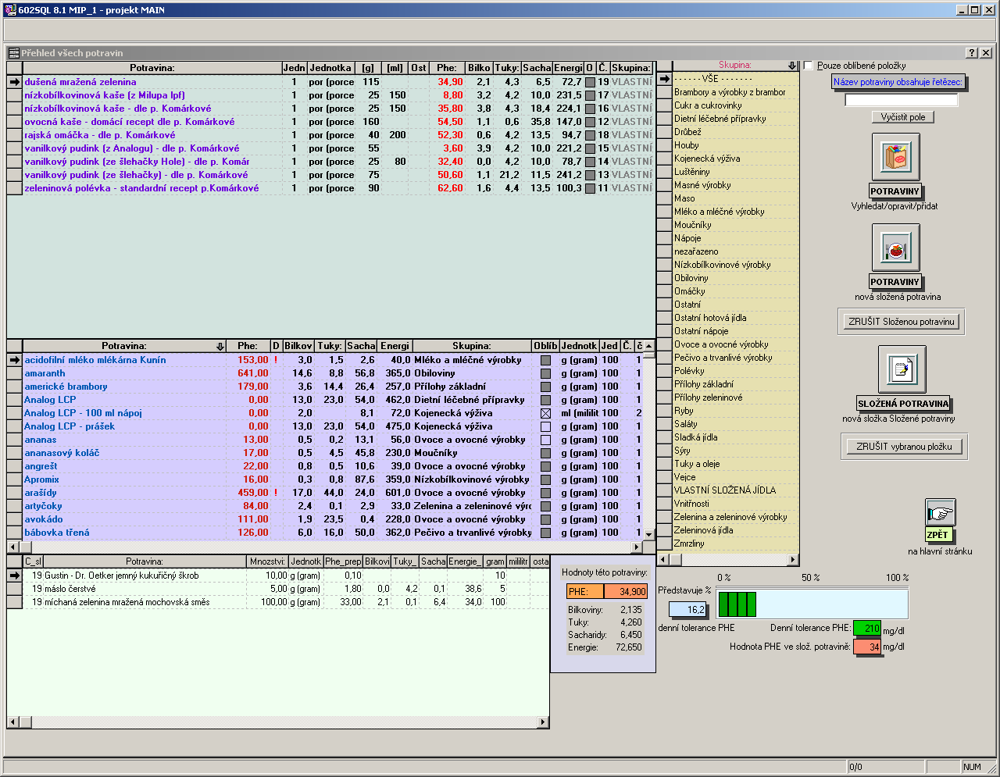 602SQL 8.1 MIP_1 - projekt MAIN
Přehled všech potravin
Potravina: Jedn Jednotka [g] [ml] Ost Phe: Bílko Tuky: Sacha Energi O Č. Skupina:
dušená mražená zelenina 1 por (porce 115 34,90 2,1 4,3 6,5 72,7 19 VLASTNÍ
nízkobílkovinová kaše (z Milupa lpf) 1 por (porce 25 150 8,80 3,2 4,2 10,0 231,5 17 VLASTNÍ
nízkobílkovinová kaše - dle p. Komárkové 1 por (porce 25 150 35,80 3,8 4,3 18,4 224,1 16 VLASTNÍ
ovocná kaše - domácí recept dle p. Komárkové 1 por (porce 160 54,50 1,1 0,6 35,8 147,0 12 VLASTNÍ
rajská omáčka - dle p. Komárkové 1 por (porce 40 200 52,30 0,6 4,2 13,5 94,7 18 VLASTNÍ
vanilkový pudink (z Analogu) - dle p. Komárkové 1 por (porce 55 3,60 3,9 4,2 10,0 221,2 15 VLASTNÍ
vanilkový pudink (ze šlehačky Hole) - dle p. Komár 1 por (porce 25 80 32,40 0,0 4,2 10,0 78,7 14 VLASTNÍ
vanilkový pudink (ze šlehačky) - dle p. Komárkové 1 por (porce 75 50,60 1,1 21,2 11,5 241,2 13 VLASTNÍ
zeleninová polévka - standardní recept p.Komárkové 1 por (porce 90 62,60 1,6 4,4 13,5 100,3 11 VLASTNÍ
Potravina: Phe: D Bílkov Tuky: Sacha Energi Skupina: Oblíb Jednotk Jed Č. č
acidofilní mléko mlékárna Kunín 153,00 ! 3,0 1,5 2,6 40,0 Mléko a mléčné výrobky g (gram) 100 1
amaranth 641,00 14,6 8,8 56,8 365,0 Obiloviny g (gram) 100 1
americké brambory 179,00 3,6 14,4 26,4 257,0 Přílohy základní g (gram) 100 1
Analog LCP 0,00 13,0 23,0 54,0 462,0 Dietní léčebné přípravky g (gram) 100 1
Analog LCP - 100 ml nápoj 0,00 2,0 8,1 72,0 Kojenecká výživa ml (mililit 100 2
Analog LCP - prášek 0,00 13,0 23,0 54,0 475,0 Kojenecká výživa g (gram) 100 1
ananas 13,00 0,5 0,2 13,1 56,0 Ovoce a ovocné výrobky g (gram) 100 1
ananasový koláč 17,00 0,5 4,5 45,8 230,0 Moučníky g (gram) 100 1
angrešt 22,00 0,8 0,5 10,6 39,0 Ovoce a ovocné výrobky g (gram) 100 1
Apromix 16,00 0,3 0,8 87,6 359,0 Nízkobílkovinové výrobky g (gram) 100 1
arašídy 459,00 ! 17,0 44,0 24,0 601,0 Ovoce a ovocné výrobky g (gram) 100 1
artyčoky 84,00 2,4 0,1 2,9 33,0 Zelenina a zeleninové výro g (gram) 100 1
avokádo 111,00 1,9 23,5 0,4 228,0 Ovoce a ovocné výrobky g (gram) 100 1
bábovka třená 126,00 6,0 16,0 50,0 362,0 Pečivo a trvanlivé výrobky g (gram) 100 1
C_sl Potravina: Mnozstvi: Jednotk Phe_prep Bilkovi Tuky_ Sacha Energie_ gram mililitr osta
19 Gustin - Dr. Oetker jemný kukuřičný škrob 10,00 g (gram) 0,10 10
19 máslo čerstvé 5,00 g (gram) 1,80 0,0 4,2 0,1 38,6 5
19 míchaná zelenina mražená mochovská směs 100,00 g (gram) 33,00 2,1 0,1 6,4 34,0 100
Hodnoty této potraviny:
PHE: 34,900
Bílkoviny: 2,135
Tuky: 4,260
Sacharidy: 6,450
Energie: 72,650
Skupina:
- - - - - - VŠE - - - - - - -
Brambory a výrobky z brambor
Cukr a cukrovinky
Dietní léčebné přípravky
Drůbež
Houby
Kojenecká výživa
Luštěniny
Masné výrobky
Maso
Mléko a mléčné výrobky
Moučníky
Nápoje
nezařazeno
Nízkobílkovinové výrobky
Obiloviny
Omáčky
Ostatní
Ostatní hotová jídla
Ostatní nápoje
Ovoce a ovocné výrobky
Pečivo a trvanlivé výrobky
Polévky
Přílohy základní
Přílohy zeleninové
Ryby
Saláty
Sladká jídla
Sýry
Tuky a oleje
Vejce
VLASTNÍ SLOŽENÁ JÍDLA
Vnitřnosti
Zelenina a zeleninové výrobky
Zeleninová jídla
Zmrzliny
Pouze oblíbené položky
Název potraviny obsahuje řetězec:
Vyčistit pole
POTRAVINY
Vyhledat/opravit/přidat
POTRAVINY
nová složená potravina
ZRUŠIT Složenou potravinu
SLOŽENÁ POTRAVINA
nová složka Složené potraviny
ZRUŠIT vybranou pložku
ZPĚT
na hlavní stránku
0 % 50 % 100 %
Představuje %
16,2
denní tolerance PHE
Denní tolerance PHE: 210 mg/dl
Hodnota PHE ve slož. potravině: 34 mg/dl
0/0 NUM